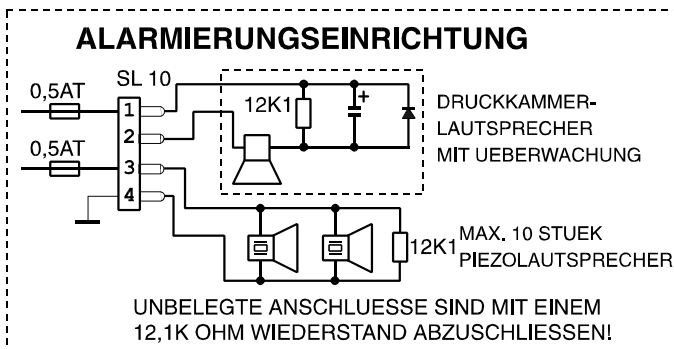 ALARMIERUNGSEINRICHTUNG
SL 10
0,5AT
0,5AT
1
2
3
4
12K1
+
DRUCKKAMMER-
LAUTSPRECHER
MIT UEBERWACHUNG
12K1
MAX. 10 STUEK
PIEZOLAUTSPRECHER
UNBELEGTE ANSCHLUESSE SIND MIT EINEM
12,1K OHM WIEDERSTAND ABZUSCHLIESSEN!